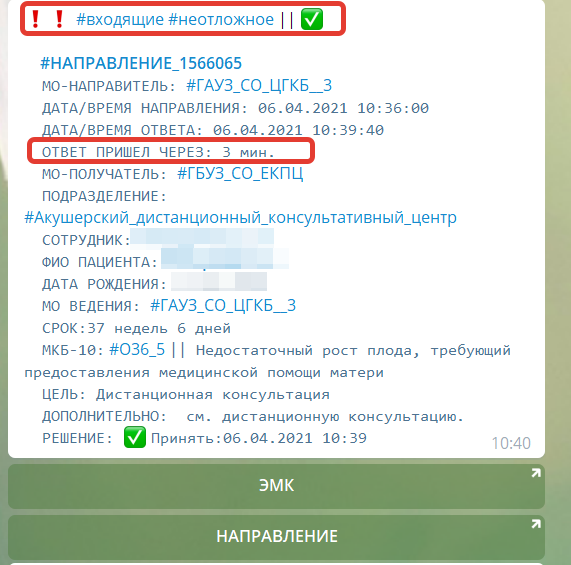 ❗ ❗ #входящие #неотложное || ✅
#НАПРАВЛЕНИЕ_1566065
МО-НАПРАВИТЕЛЬ: #ГАУЗ_СО_ЦГКБ__3
ДАТА/ВРЕМЯ НАПРАВЛЕНИЯ: 06.04.2021 10:36:00
ДАТА/ВРЕМЯ ОТВЕТА: 06.04.2021 10:39:40
ОТВЕТ ПРИШЕЛ ЧЕРЕЗ: 3 мин.
МО-ПОЛУЧАТЕЛЬ: #ГБУЗ_СО_ЕКПЦ
ПОДРАЗДЕЛЕНИЕ:
#Акушерский_дистанционный_консультативный_центр
СОТРУДНИК:
ФИО ПАЦИЕНТА:
ДАТА РОЖДЕНИЯ:
МО ВЕДЕНИЯ: #ГАУЗ_СО_ЦГКБ__3
СРОК:37 недель 6 дней
МКБ-10: #O36_5 || Недостаточный рост плода, требующий
предоставления медицинской помощи матери
ЦЕЛЬ: Дистанционная консультация
ДОПОЛНИТЕЛЬНО: см. дистанционную консультацию.
РЕШЕНИЕ: ✅ Принять:06.04.2021 10:39
10:40
ЭМК
НАПРАВЛЕНИЕ